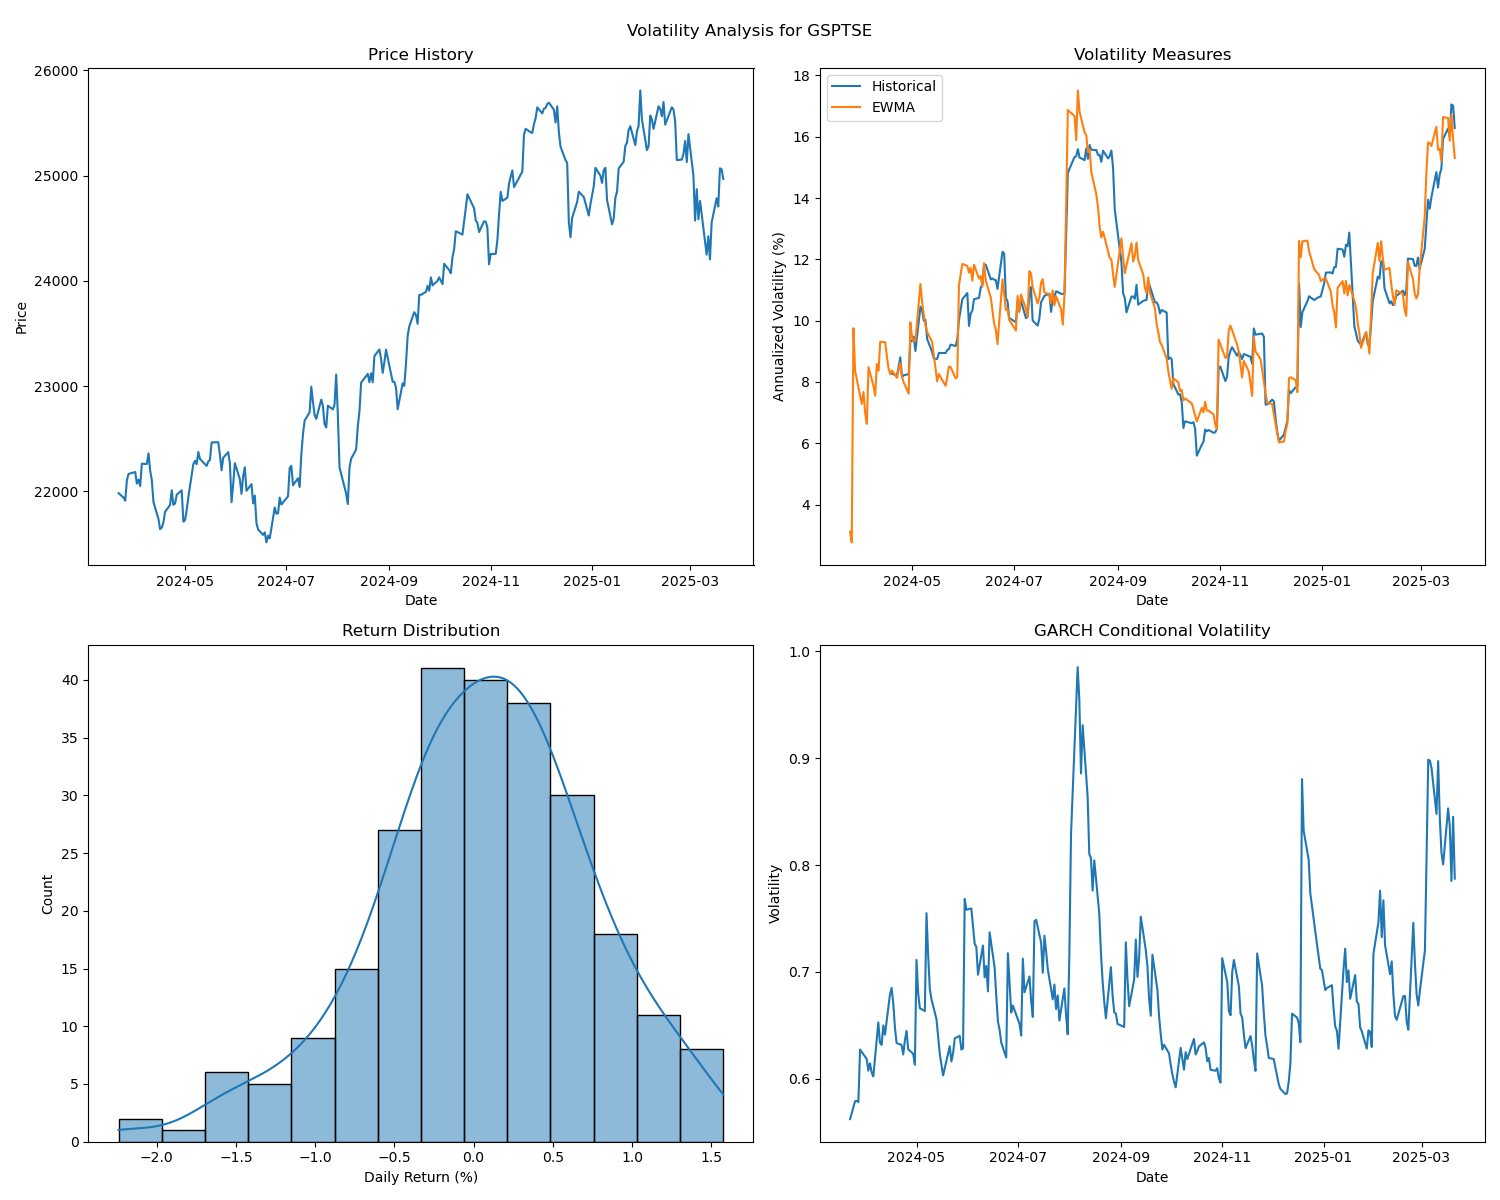 Volatility Analysis for GSPTSE
Price History
26000
25000
24000
23000
22000
Price
2024-05 2024-07 2024-09 2024-11 2025-01 2025-03
Date
Volatility Measures
Historical
EWMA
18
16
14
12
10
8
6
4
Annualized Volatility (%)
2024-05 2024-07 2024-09 2024-11 2025-01 2025-03
Date
Return Distribution
40
35
30
25
20
15
10
5
0
Count
−2.0 −1.5 −1.0 −0.5 0.0 0.5 1.0 1.5
Daily Return (%)
GARCH Conditional Volatility
1.0
0.9
0.8
0.7
0.6
Volatility
2024-05 2024-07 2024-09 2024-11 2025-01 2025-03
Date